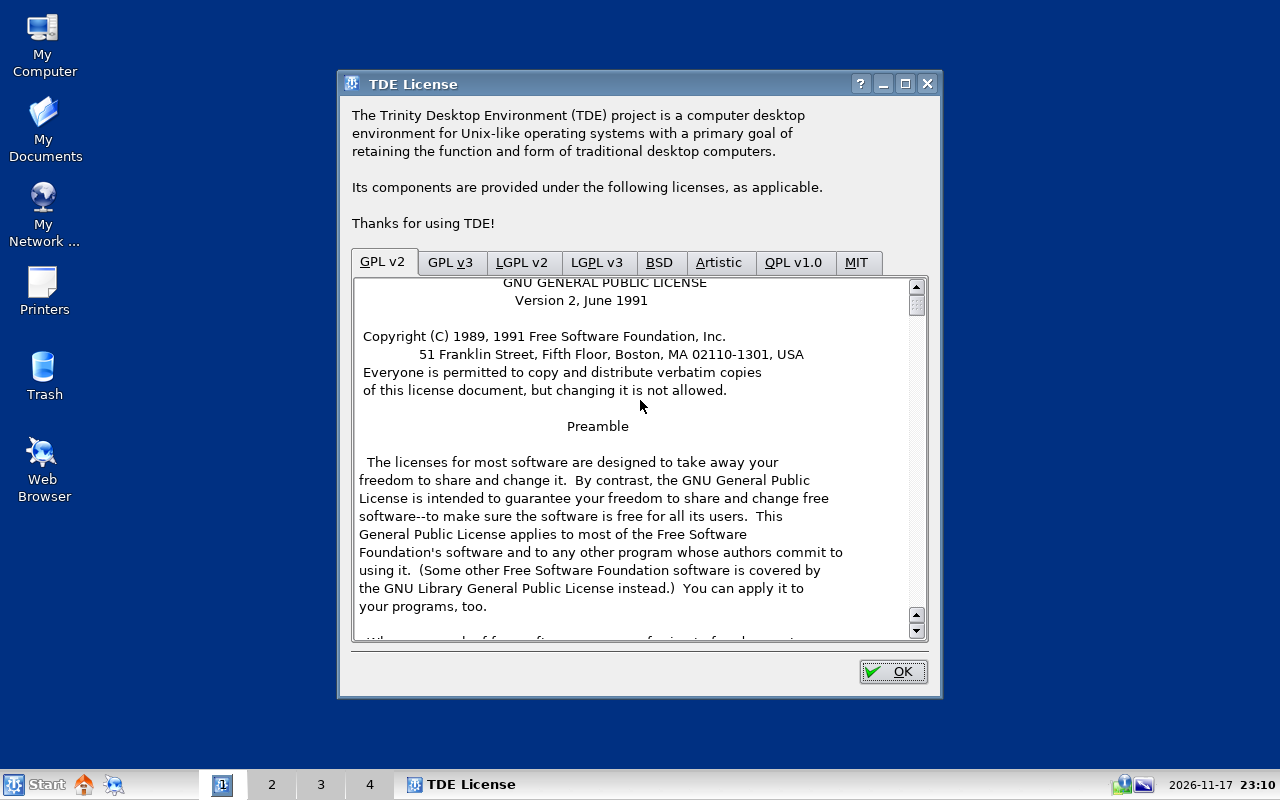 My
Computer
My
Documents
My
Network ...
Printers
Trash
Web
Browser
TDE License
The Trinity Desktop Environment (TDE) project is a computer desktop
environment for Unix-like operating systems with a primary goal of
retaining the function and form of traditional desktop computers.
Its components are provided under the following licenses, as applicable.
Thanks for using TDE!
GPL v2 GPL v3 LGPL v2 LGPL v3 BSD Artistic QPL v1.0 MIT
GNU GENERAL PUBLIC LICENSE
Version 2, June 1991
Copyright (C) 1989, 1991 Free Software Foundation, Inc.
51 Franklin Street, Fifth Floor, Boston, MA 02110-1301, USA
Everyone is permitted to copy and distribute verbatim copies
of this license document, but changing it is not allowed.
Preamble
The licenses for most software are designed to take away your
freedom to share and change it.  By contrast, the GNU General Public
License is intended to guarantee your freedom to share and change free
software--to make sure the software is free for all its users.  This
General Public License applies to most of the Free Software
Foundation's software and to any other program whose authors commit to
using it.  (Some other Free Software Foundation software is covered by
the GNU Library General Public License instead.)  You can apply it to
your programs, too.
OK
Start 1 2 3 4 TDE License 2026-11-17 23:10